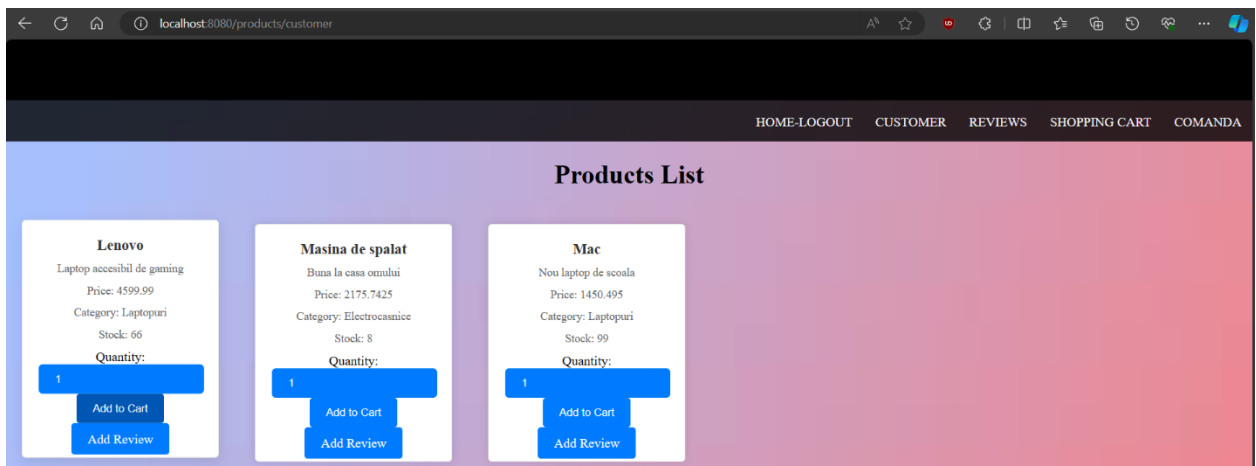 localhost:8080/products/customer
HOME-LOGOUT CUSTOMER REVIEWS SHOPPING CART COMANDA
Products List
Lenovo
Laptop accesibil de gaming
Price: 4599.99
Category: Laptopuri
Stock: 66
Quantity:
1
Add to Cart
Add Review
Masina de spalat
Buna la casa omului
Price: 2175.7425
Category: Electrocasnice
Stock: 8
Quantity:
1
Add to Cart
Add Review
Mac
Nou laptop de scoala
Price: 1450.495
Category: Laptopuri
Stock: 99
Quantity:
1
Add to Cart
Add Review